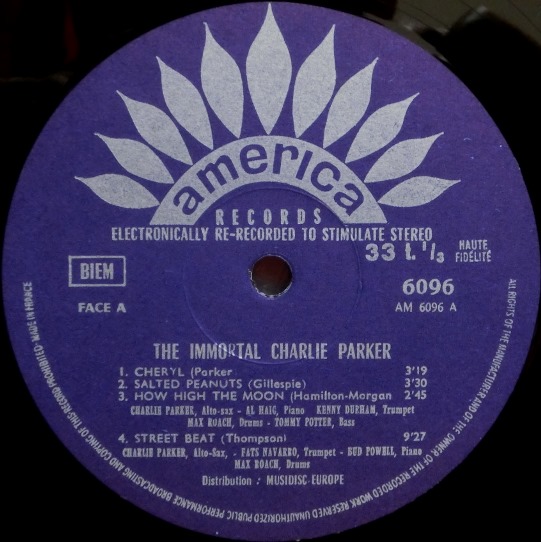 america
RECORDS
ELECTRONICALLY RE-RECORDED TO STIMULATE STEREO
33 t. 1/3 HAUTE FIDÉLITÉ
BIEM
FACE A
6096
AM 6096 A
THE IMMORTAL CHARLIE PARKER
1. CHERYL (Parker 3'19
2. SALTED PEANUTS (Gillespie) 3'30
3. HOW HIGH THE MOON (Hamilton-Morgan 2'45
CHARLIE PARKER, Alto-sax - AL HAIG, Piano KENNY DURHAM, Trumpet
MAX ROACH, Drums - TOMMY POTTER, Bass
4. STREET BEAT (Thompson) 9'27
CHARLIE PARKER, Alto-Sax, - FATS NAVARRO, Trumpet - BUD POWELL, Piano
MAX ROACH, Drums
Distribution : MUSIDISC-EUROPE
ALL RIGHTS OF THE MANUFACTURER AND OF THE OWNER OF THE RECORDED WORK RESERVED UNAUTHORIZED PUBLIC PERFORMANCE BROADCASTING AND COPYING OF THIS RECORD PROHIBITED - MADE IN FRANCE